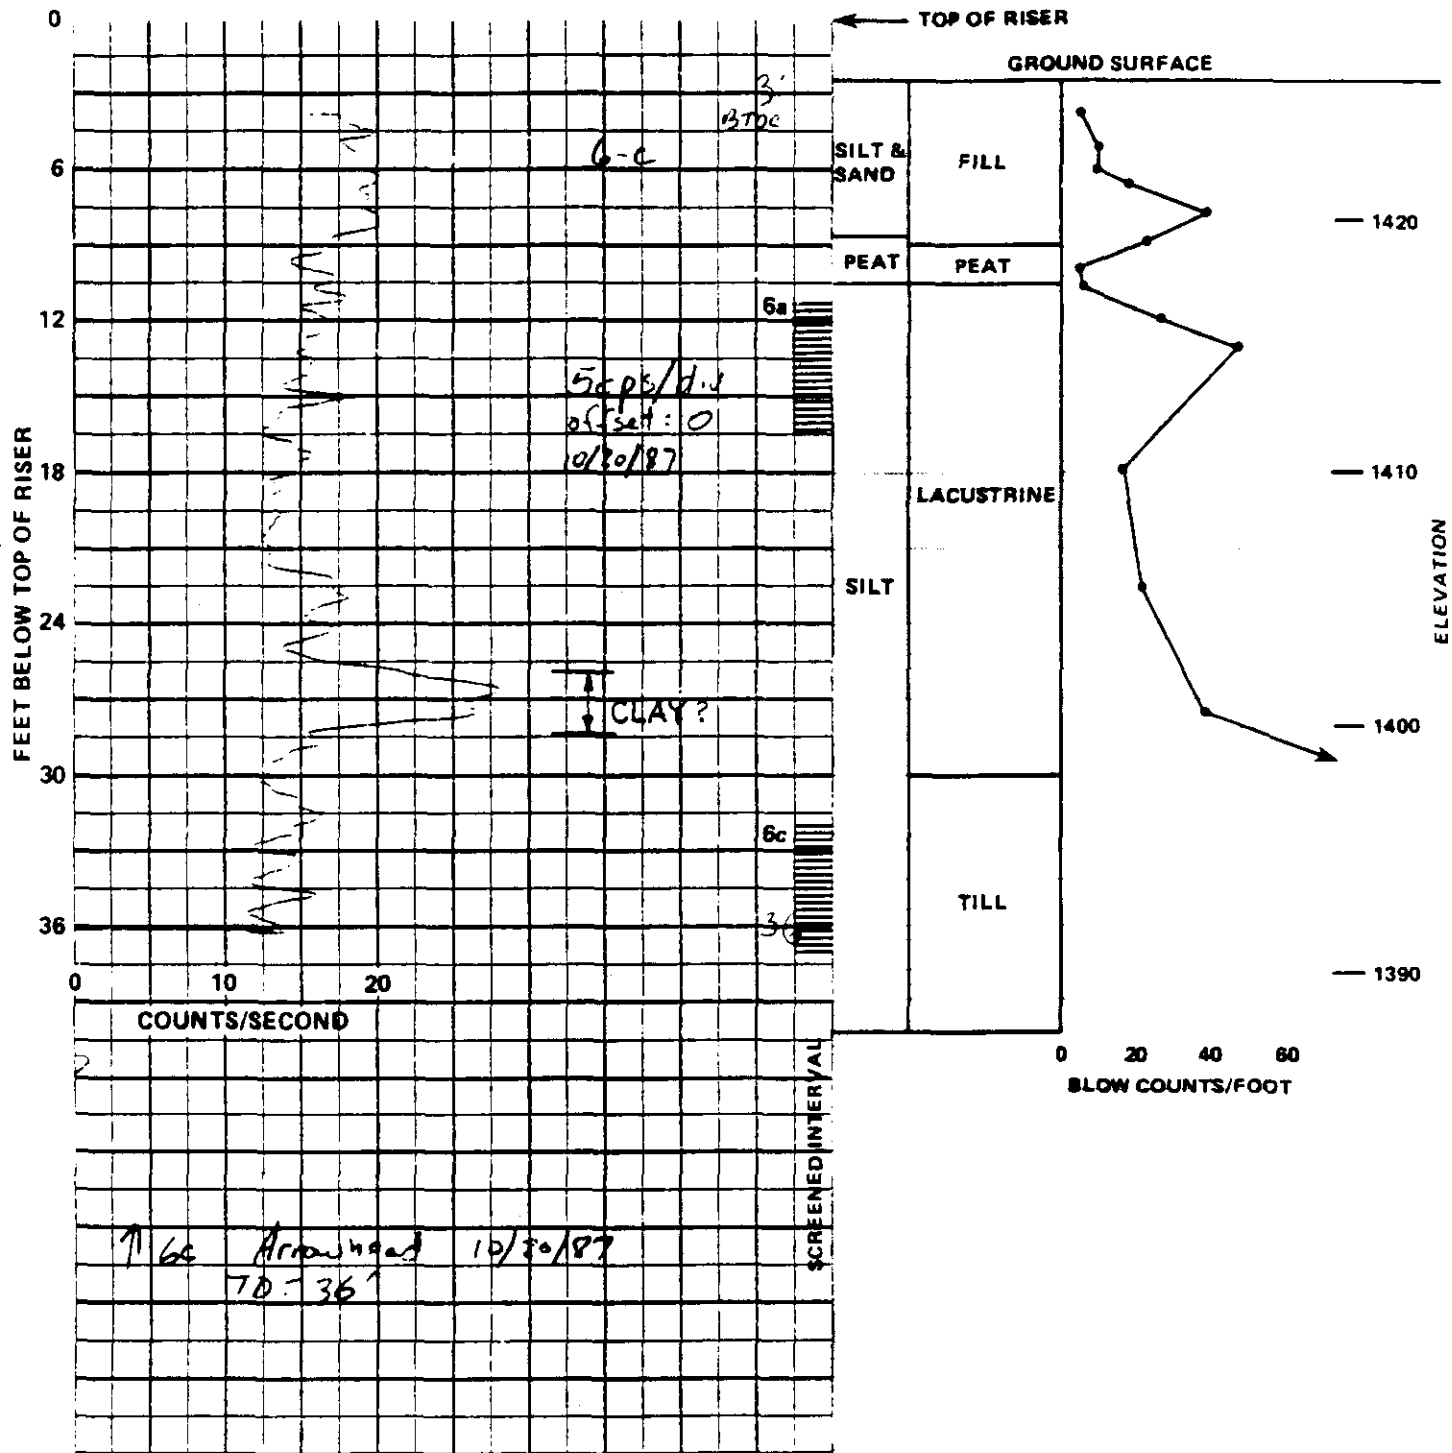 0
TOP OF RISER
GROUND SURFACE
3'
BTOC
6-c
6
SILT &
SAND
FILL
1420
PEAT
PEAT
6a
12
5cps/div
offset: 0
10/20/87
18
1410
LACUSTRINE
FEET BELOW TOP OF RISER
ELEVATION
SILT
24
CLAY?
1400
30
6c
TILL
36
36
1390
0 10 20
COUNTS/SECOND
SCREENED INTERVAL
0 20 40 60
BLOW COUNTS/FOOT
↑ 6c Arrowhead 10/20/87
TD = 36'